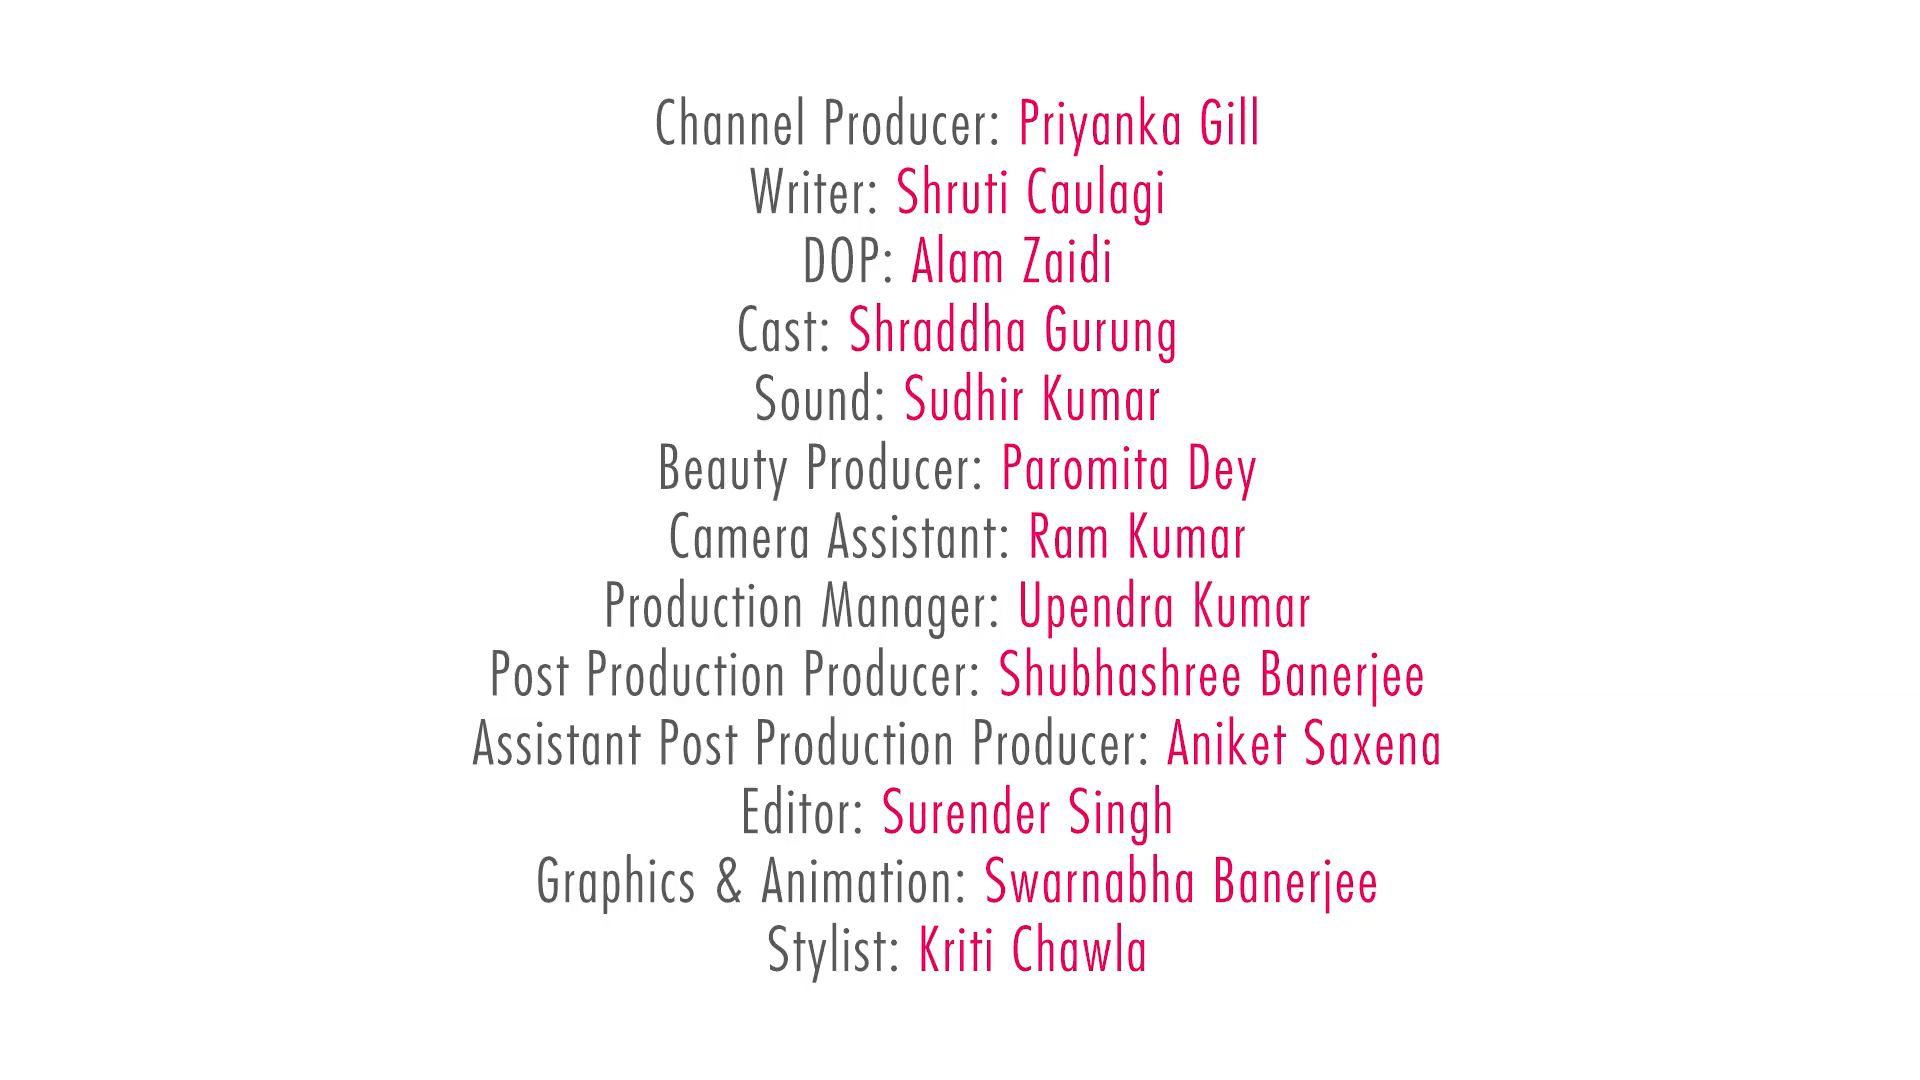 Channel Producer: Priyanka Gill
Writer: Shruti Caulagi
DOP: Alam Zaidi
Cast: Shraddha Gurung
Sound: Sudhir Kumar
Beauty Producer: Paromita Dey
Camera Assistant: Ram Kumar
Production Manager: Upendra Kumar
Post Production Producer: Shubhashree Banerjee
Assistant Post Production Producer: Aniket Saxena
Editor: Surender Singh
Graphics & Animation: Swarnabha Banerjee
Stylist: Kriti Chawla